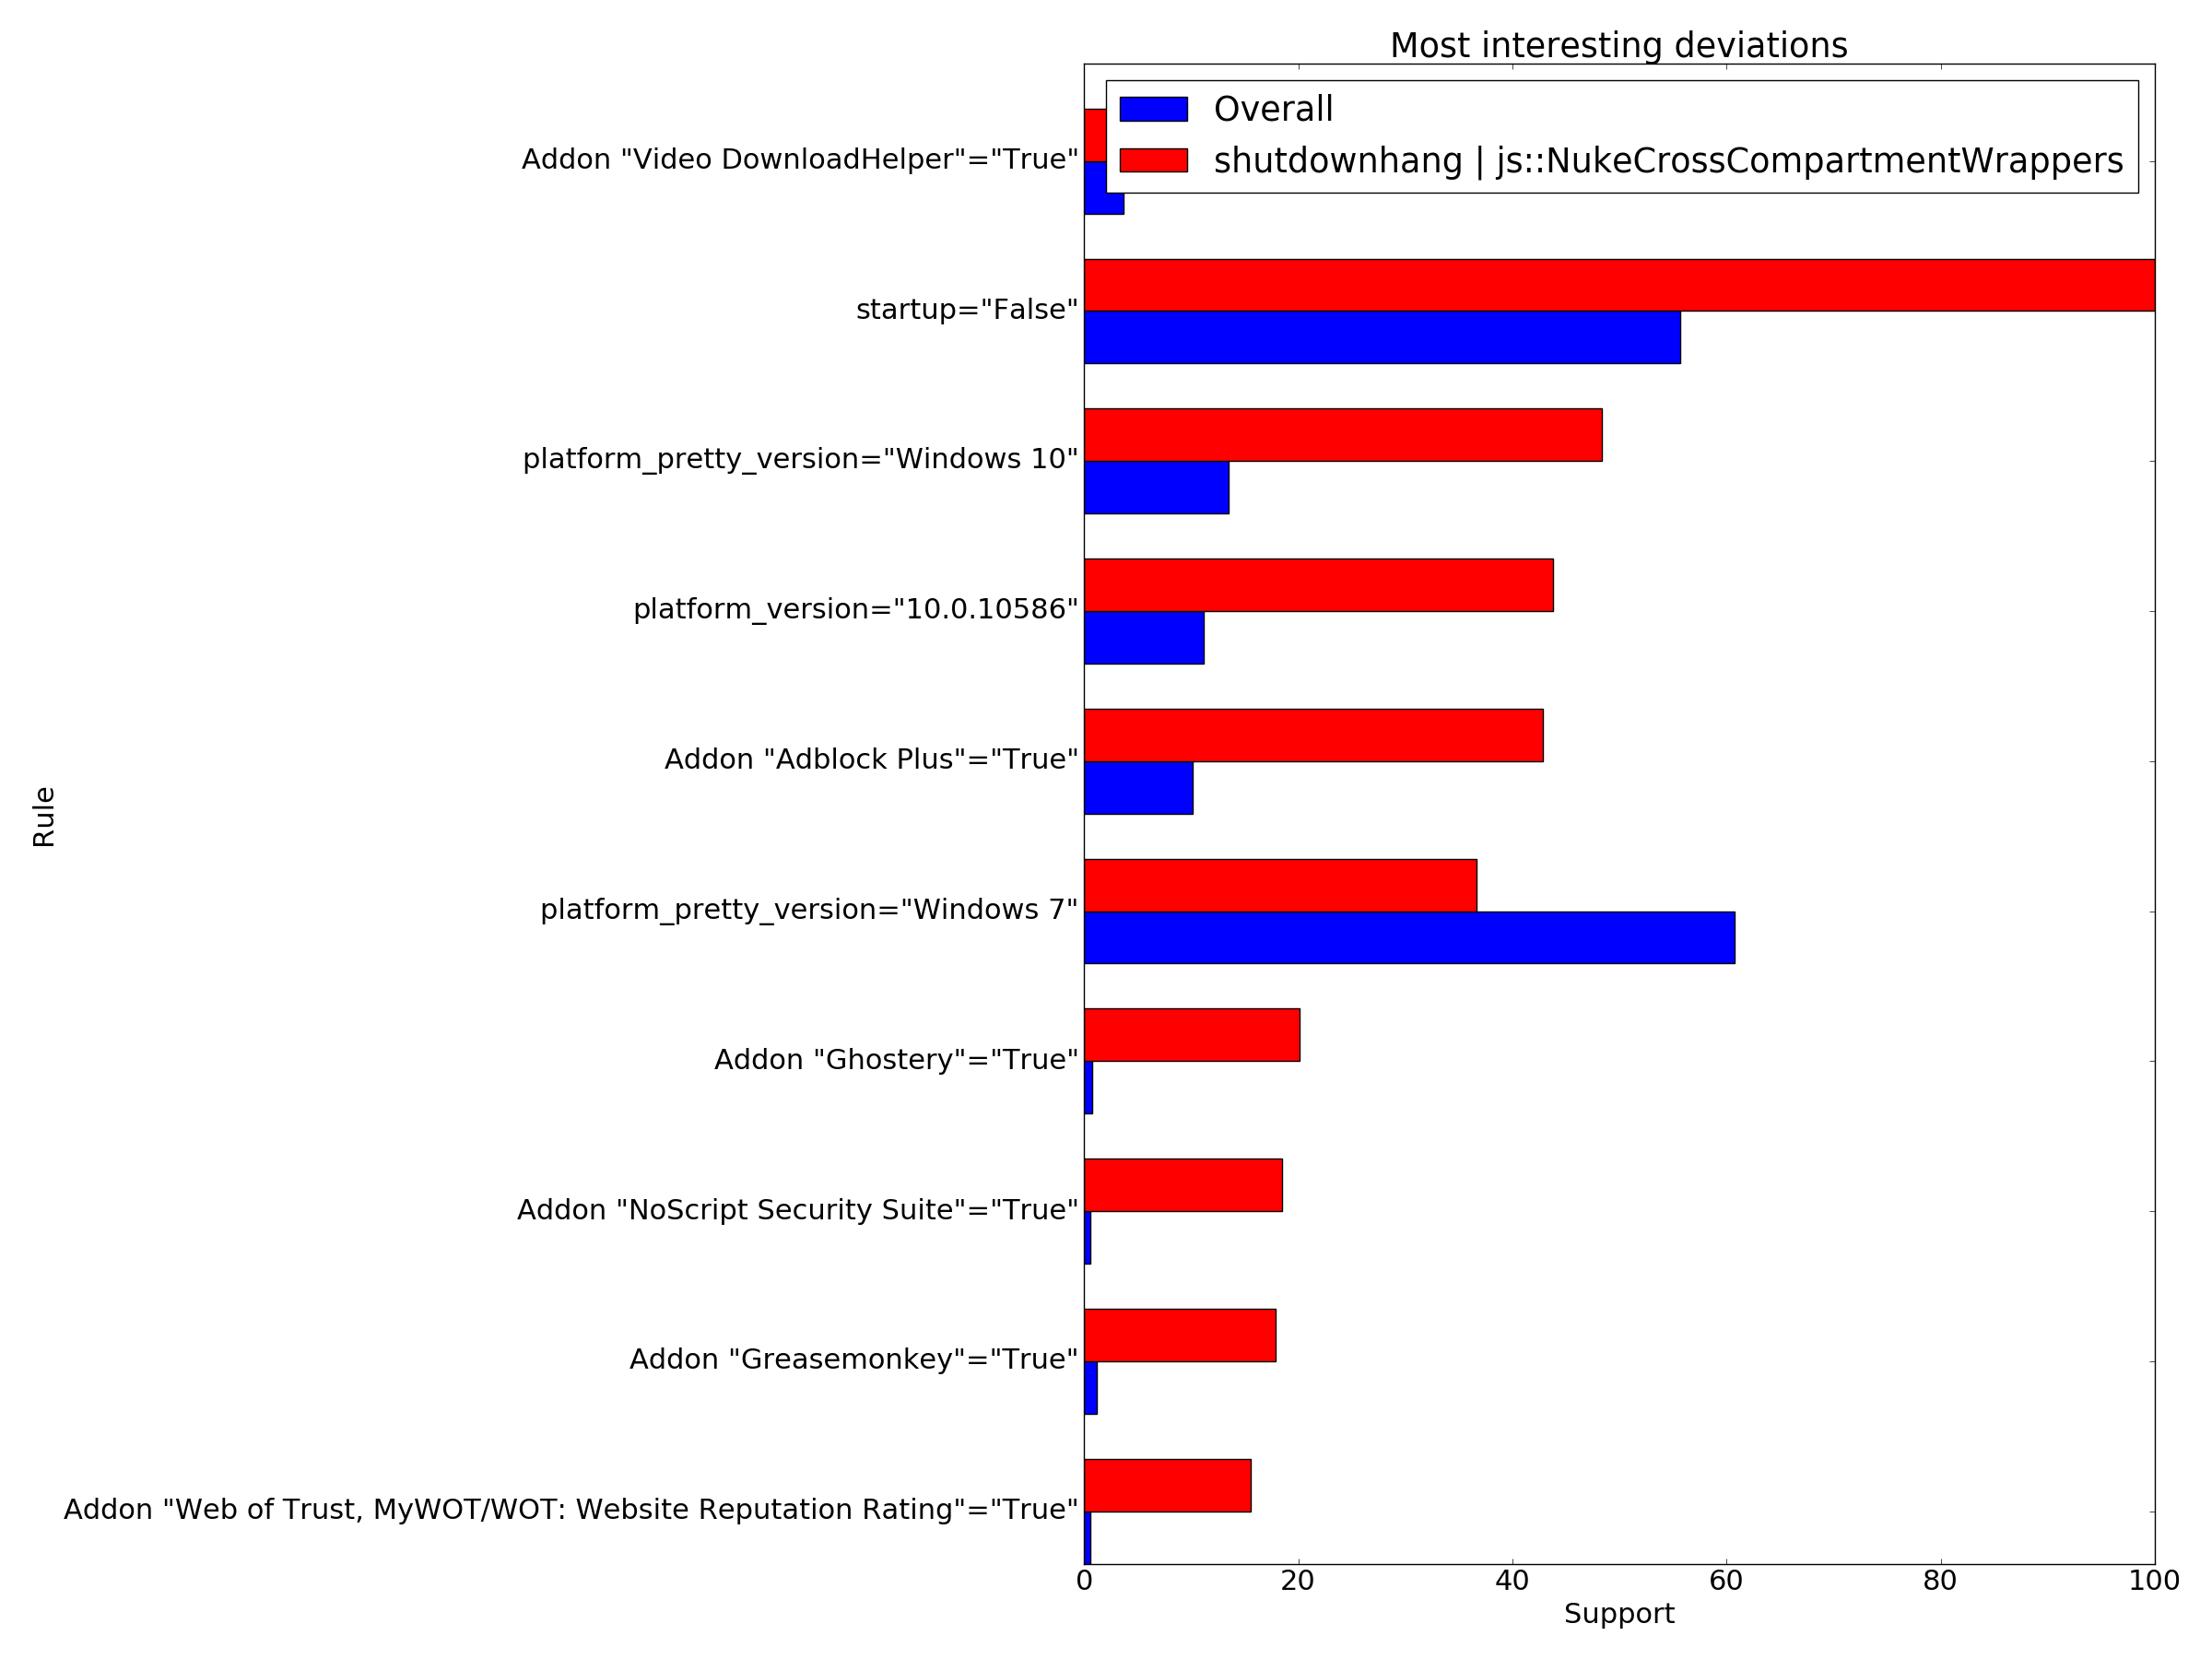 Most interesting deviations
Overall
shutdownhang | js::NukeCrossCompartmentWrappers
Addon "Video DownloadHelper"="True"
startup="False"
platform_pretty_version="Windows 10"
platform_version="10.0.10586"
Addon "Adblock Plus"="True"
platform_pretty_version="Windows 7"
Addon "Ghostery"="True"
Addon "NoScript Security Suite"="True"
Addon "Greasemonkey"="True"
Addon "Web of Trust, MyWOT/WOT: Website Reputation Rating"="True"
Rule
0 20 40 60 80 100
Support